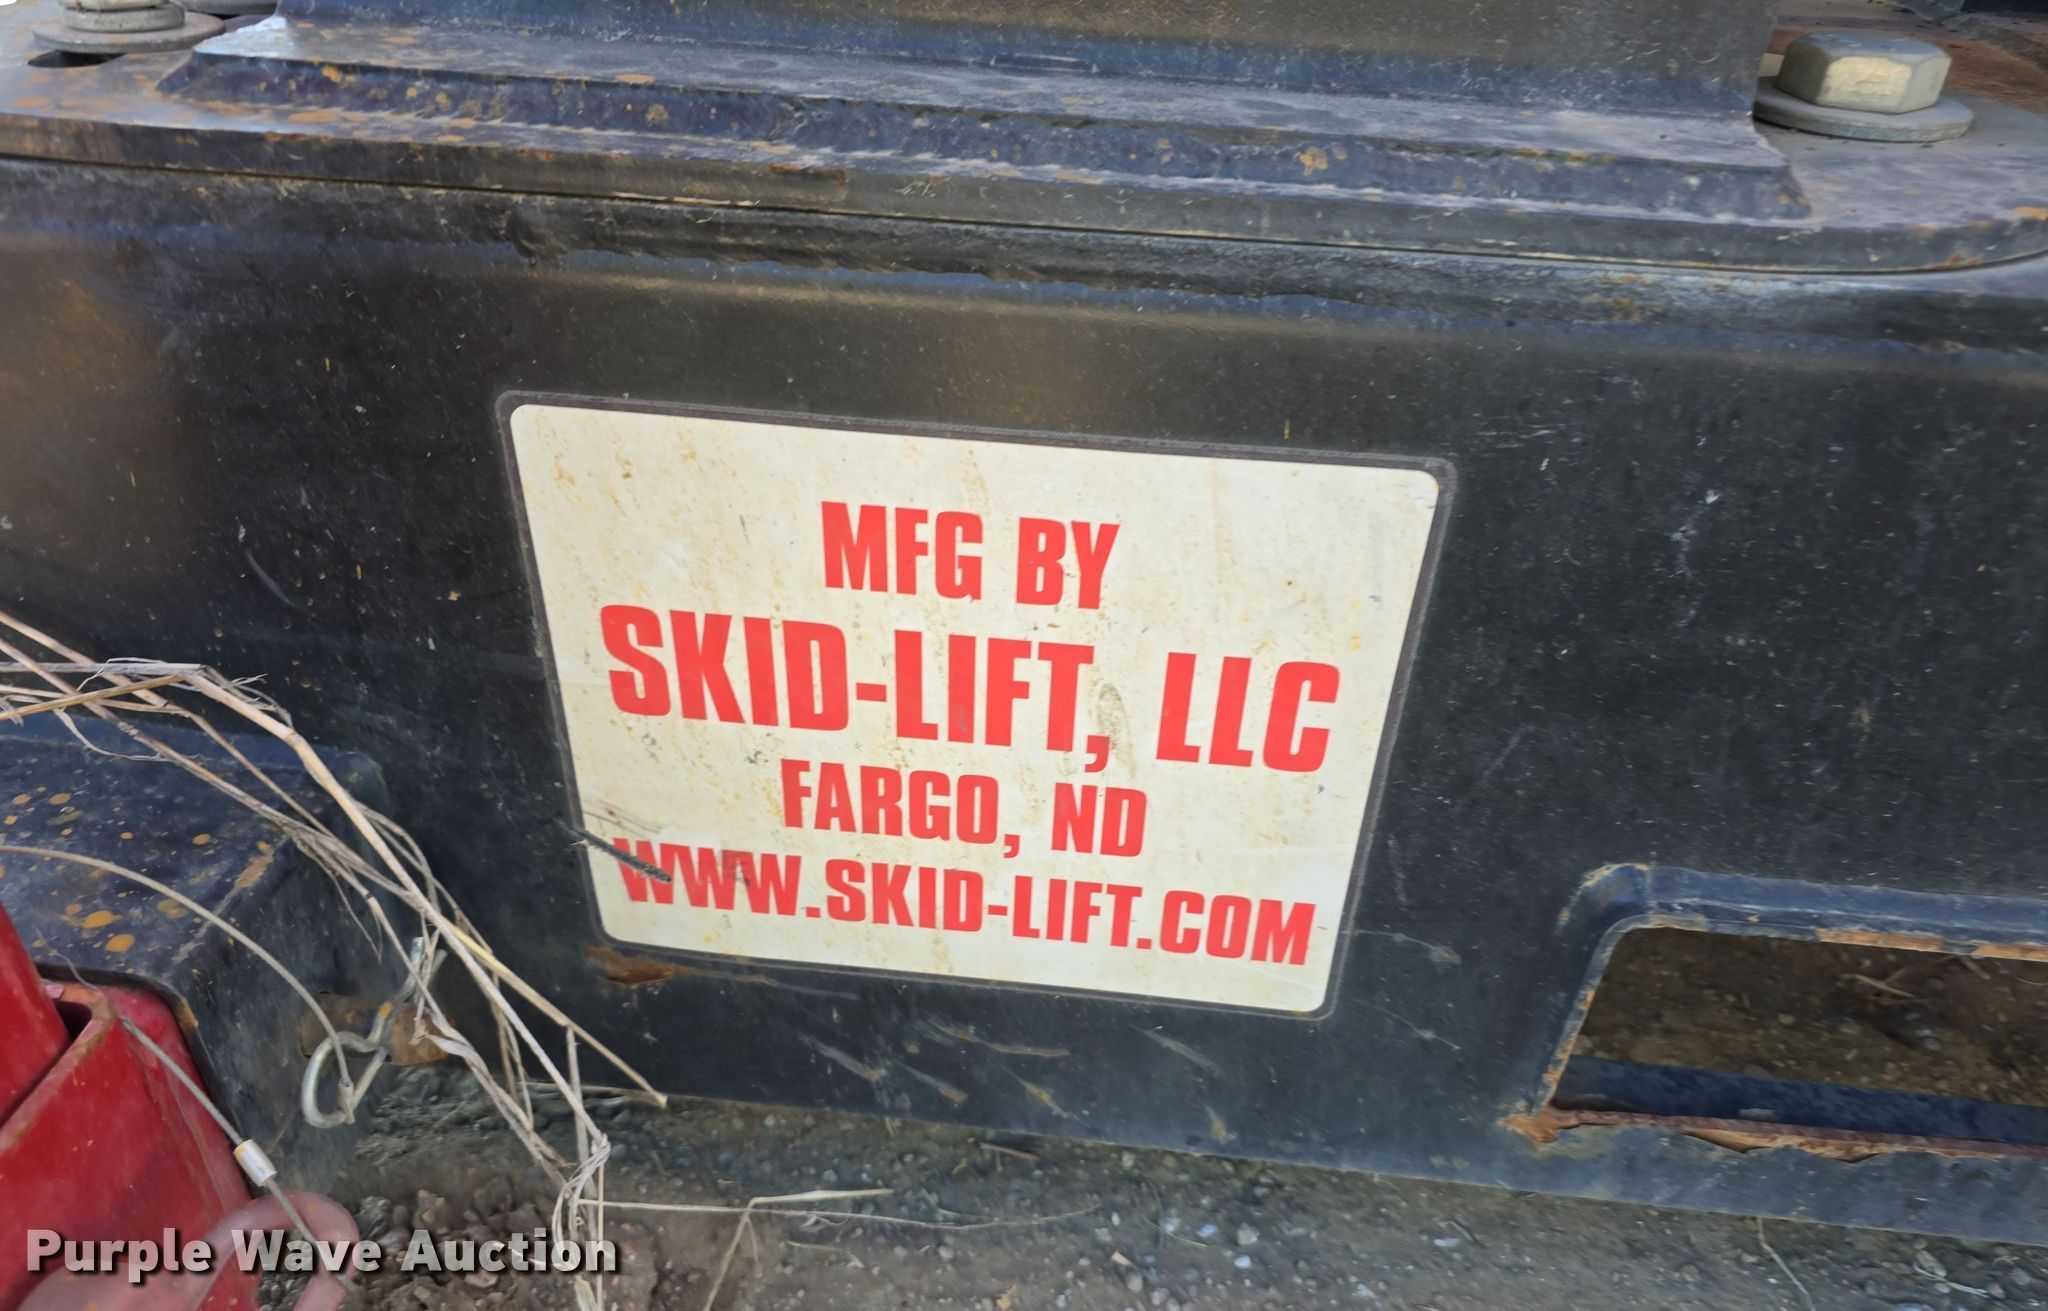 MFG BY
SKID-LIFT, LLC
FARGO, ND
WWW.SKID-LIFT.COM
Purple Wave Auction